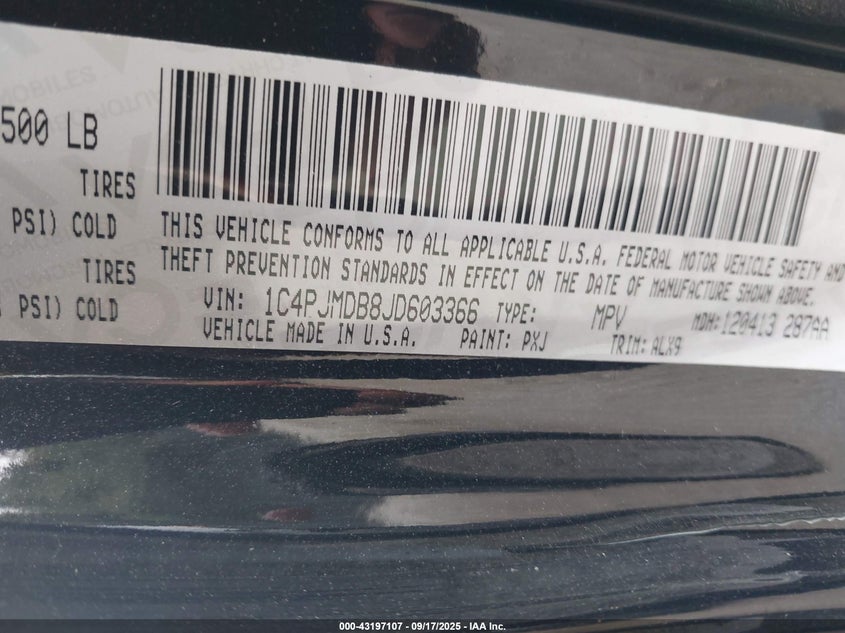 500 LB
TIRES
PSI) COLD
TIRES
PSI) COLD
THIS VEHICLE CONFORMS TO ALL APPLICABLE U.S.A. FEDERAL MOTOR VEHICLE SAFETY AND
THEFT PREVENTION STANDARDS IN EFFECT ON THE DATE OF MANUFACTURE SHOWN ABOVE.
VIN: 1C4PJMDB8JD603366 TYPE: MPV MDH: 120413 287AA
VEHICLE MADE IN U.S.A. PAINT: PXJ TRIM: ALX9
000-43197107 - 09/17/2025 - IAA Inc.